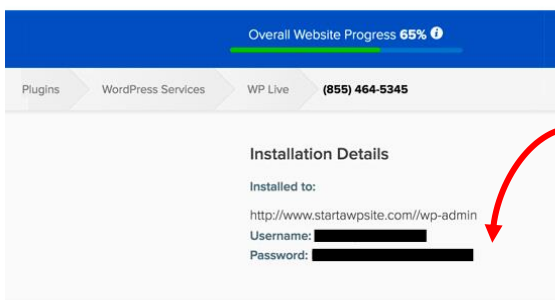 Overall Website Progress 65% i
Plugins WordPress Services WP Live (855) 464-5345
Installation Details
Installed to:
http://www.startawpsite.com//wp-admin
Username:
Password: